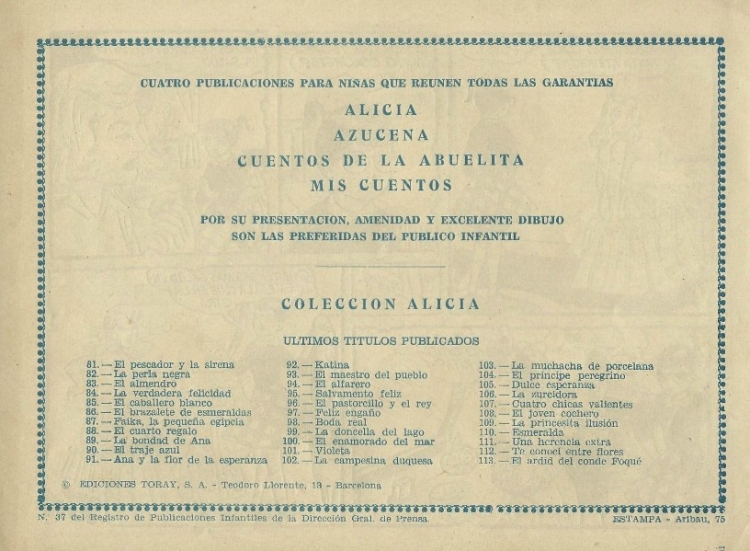 CUATRO PUBLICACIONES PARA NIÑAS QUE REUNEN TODAS LAS GARANTIAS
ALICIA
AZUCENA
CUENTOS DE LA ABUELITA
MIS CUENTOS
POR SU PRESENTACION, AMENIDAD Y EXCELENTE DIBUJO
SON LAS PREFERIDAS DEL PUBLICO INFANTIL
COLECCION ALICIA
ULTIMOS TITULOS PUBLICADOS
81.— El pescador y la sirena
82.— La perla negra
83.— El almendro
84.— La verdadera felicidad
85.— El caballero blanco
86.— El brazalete de esmeraldas
87.— Faika, la pequeña egipcia
88.— El cuarto regalo
89.— La bondad de Ana
90.— El traje azul
91.— Ana y la flor de la esperanza
92.— Katina
93.— El maestro del pueblo
94.— El alfarero
95.— Salvamento feliz
96.— El pastorcillo y el rey
97.— Feliz engaño
98.— Boda real
99.— La doncella del lago
100.— El enamorado del mar
101.— Violeta
102.— La campesina duquesa
103.— La muchacha de porcelana
104.— El príncipe peregrino
105.— Dulce esperanza
106.— La zurcidora
107.— Cuatro chicas valientes
108.— El joven cochero
109.— La princesita ilusión
110.— Esmeralda
111.— Una herencia extra
112.— Te conocí entre flores
113.— El ardid del conde Foqué
© EDICIONES TORAY, S. A. - Teodoro Llorente, 13 - Barcelona
N.º 37 del Registro de Publicaciones Infantiles de la Dirección Gral. de Prensa.
ESTAMPA - Aribau, 75